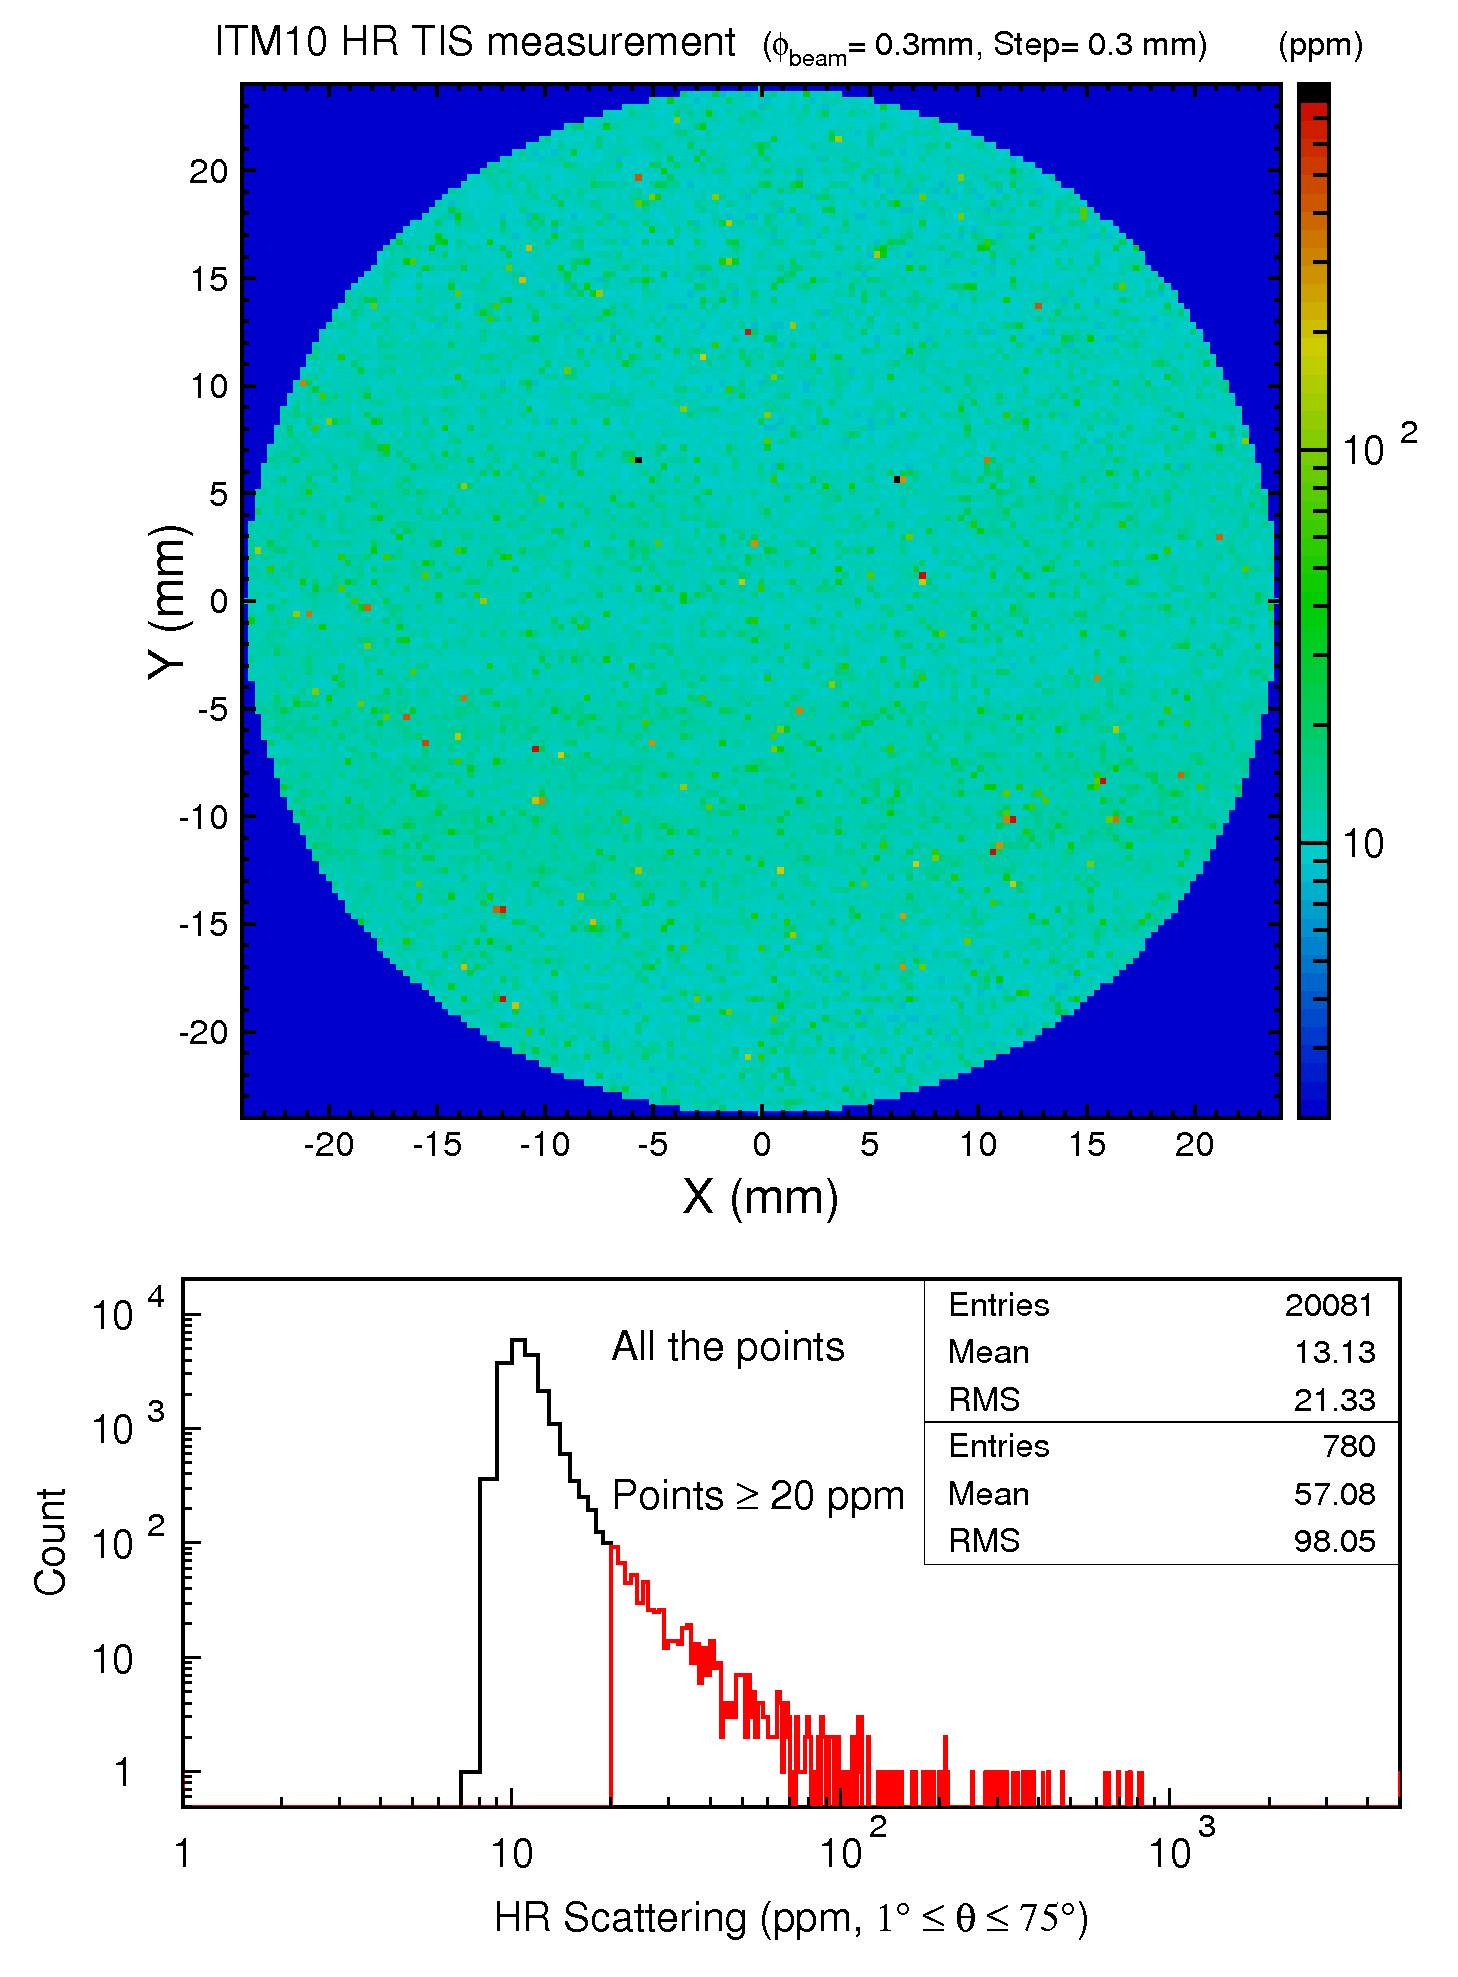 ITM10 HR TIS measurement (ϕbeam= 0.3mm, Step= 0.3 mm) (ppm)
20
15
10
5
0
-5
-10
-15
-20
Y (mm)
10 2
10
-20 -15 -10 -5 0 5 10 15 20
X (mm)
10 4
10 3
10 2
10
1
Count
All the points
Points ≥ 20 ppm
Entries 20081
Mean 13.13
RMS 21.33
Entries 780
Mean 57.08
RMS 98.05
1 10 10 2 10 3
HR Scattering (ppm, 1° ≤ θ ≤ 75°)